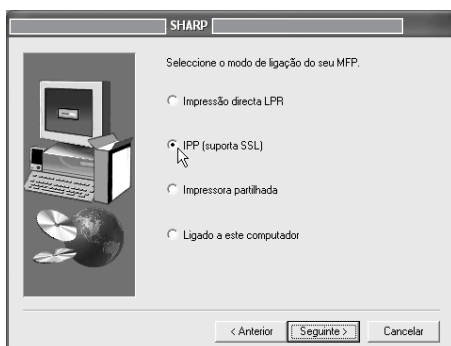 SHARP
Seleccione o modo de ligação do seu MFP.
Impressão directa LPR
IPP (suporta SSL)
Impressora partilhada
Ligado a este computador
< Anterior
Seguinte >
Cancelar